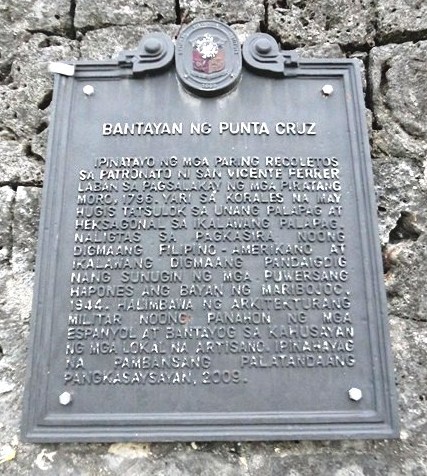 BANTAYAN NG PUNTA CRUZ
IPINATAYO NG MGA PARING RECOLETOS
SA PATRONATO NI SAN VICENTE FERRER
LABAN SA PAGSALAKAY NG MGA PIRATANG
MORO, 1796. YARI SA KORALES NA MAY
HUGIS TATSULOK SA UNANG PALAPAG AT
HEKSAGONAL SA IKALAWANG PALAPAG.
NALIGTAS SA PAGKASIRA NOONG
DIGMAANG PILIPINO-AMERIKANO AT
IKALAWANG DIGMAANG PANDAIGDIG
NANG SUNUGIN NG MGA PUWERSANG
HAPONES ANG BAYAN NG MARIBOJOC,
1944. HALIMBAWA NG ARKITEKTURANG
MILITAR NOONG PANAHON NG MGA
ESPANYOL AT BANTAYOG SA KAHUSAYAN
NG MGA LOKAL NA ARTISANO. IPINAHAYAG
NA PAMBANSANG PALATANDAANG
PANGKASAYSAYAN, 2009.